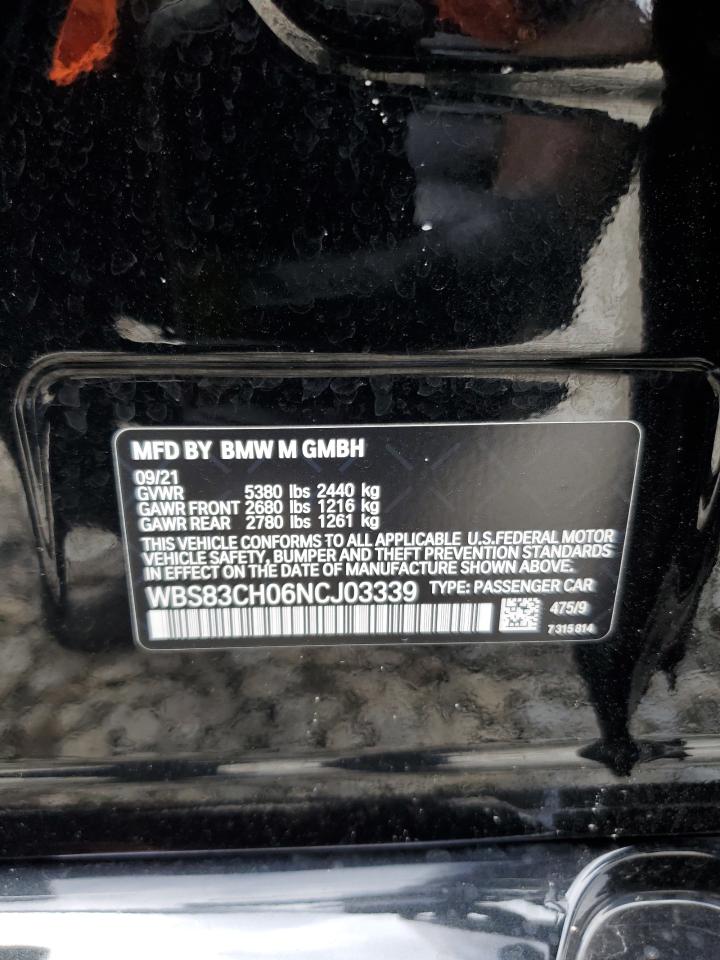 MFD BY BMW M GMBH
09/21
GVWR 5380 lbs 2440 kg
GAWR FRONT 2680 lbs 1216 kg
GAWR REAR 2780 lbs 1261 kg
THIS VEHICLE CONFORMS TO ALL APPLICABLE U.S.FEDERAL MOTOR
VEHICLE SAFETY, BUMPER AND THEFT PREVENTION STANDARDS
IN EFFECT ON THE DATE OF MANUFACTURE SHOWN ABOVE.
WBS83CH06NCJ03339 TYPE: PASSENGER CAR
475/9
7 315 814